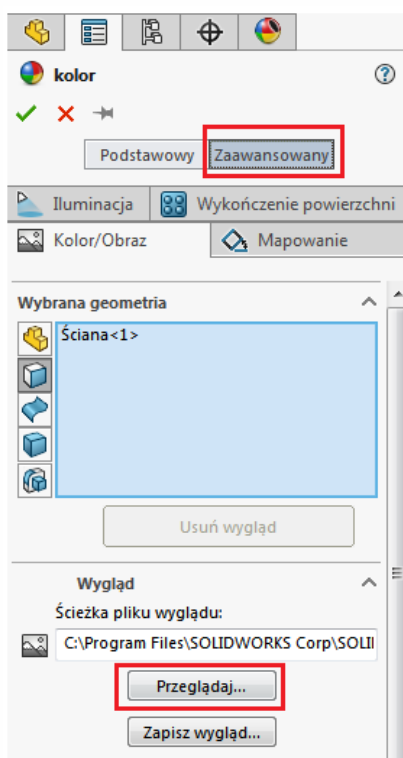 kolor
Podstawowy Zaawansowany
Iluminacja Wykończenie powierzchni
Kolor/Obraz Mapowanie
Wybrana geometria
Ściana<1>
Usuń wygląd
Wygląd
Ścieżka pliku wyglądu:
C:\Program Files\SOLIDWORKS Corp\SOLI
Przeglądaj...
Zapisz wygląd...